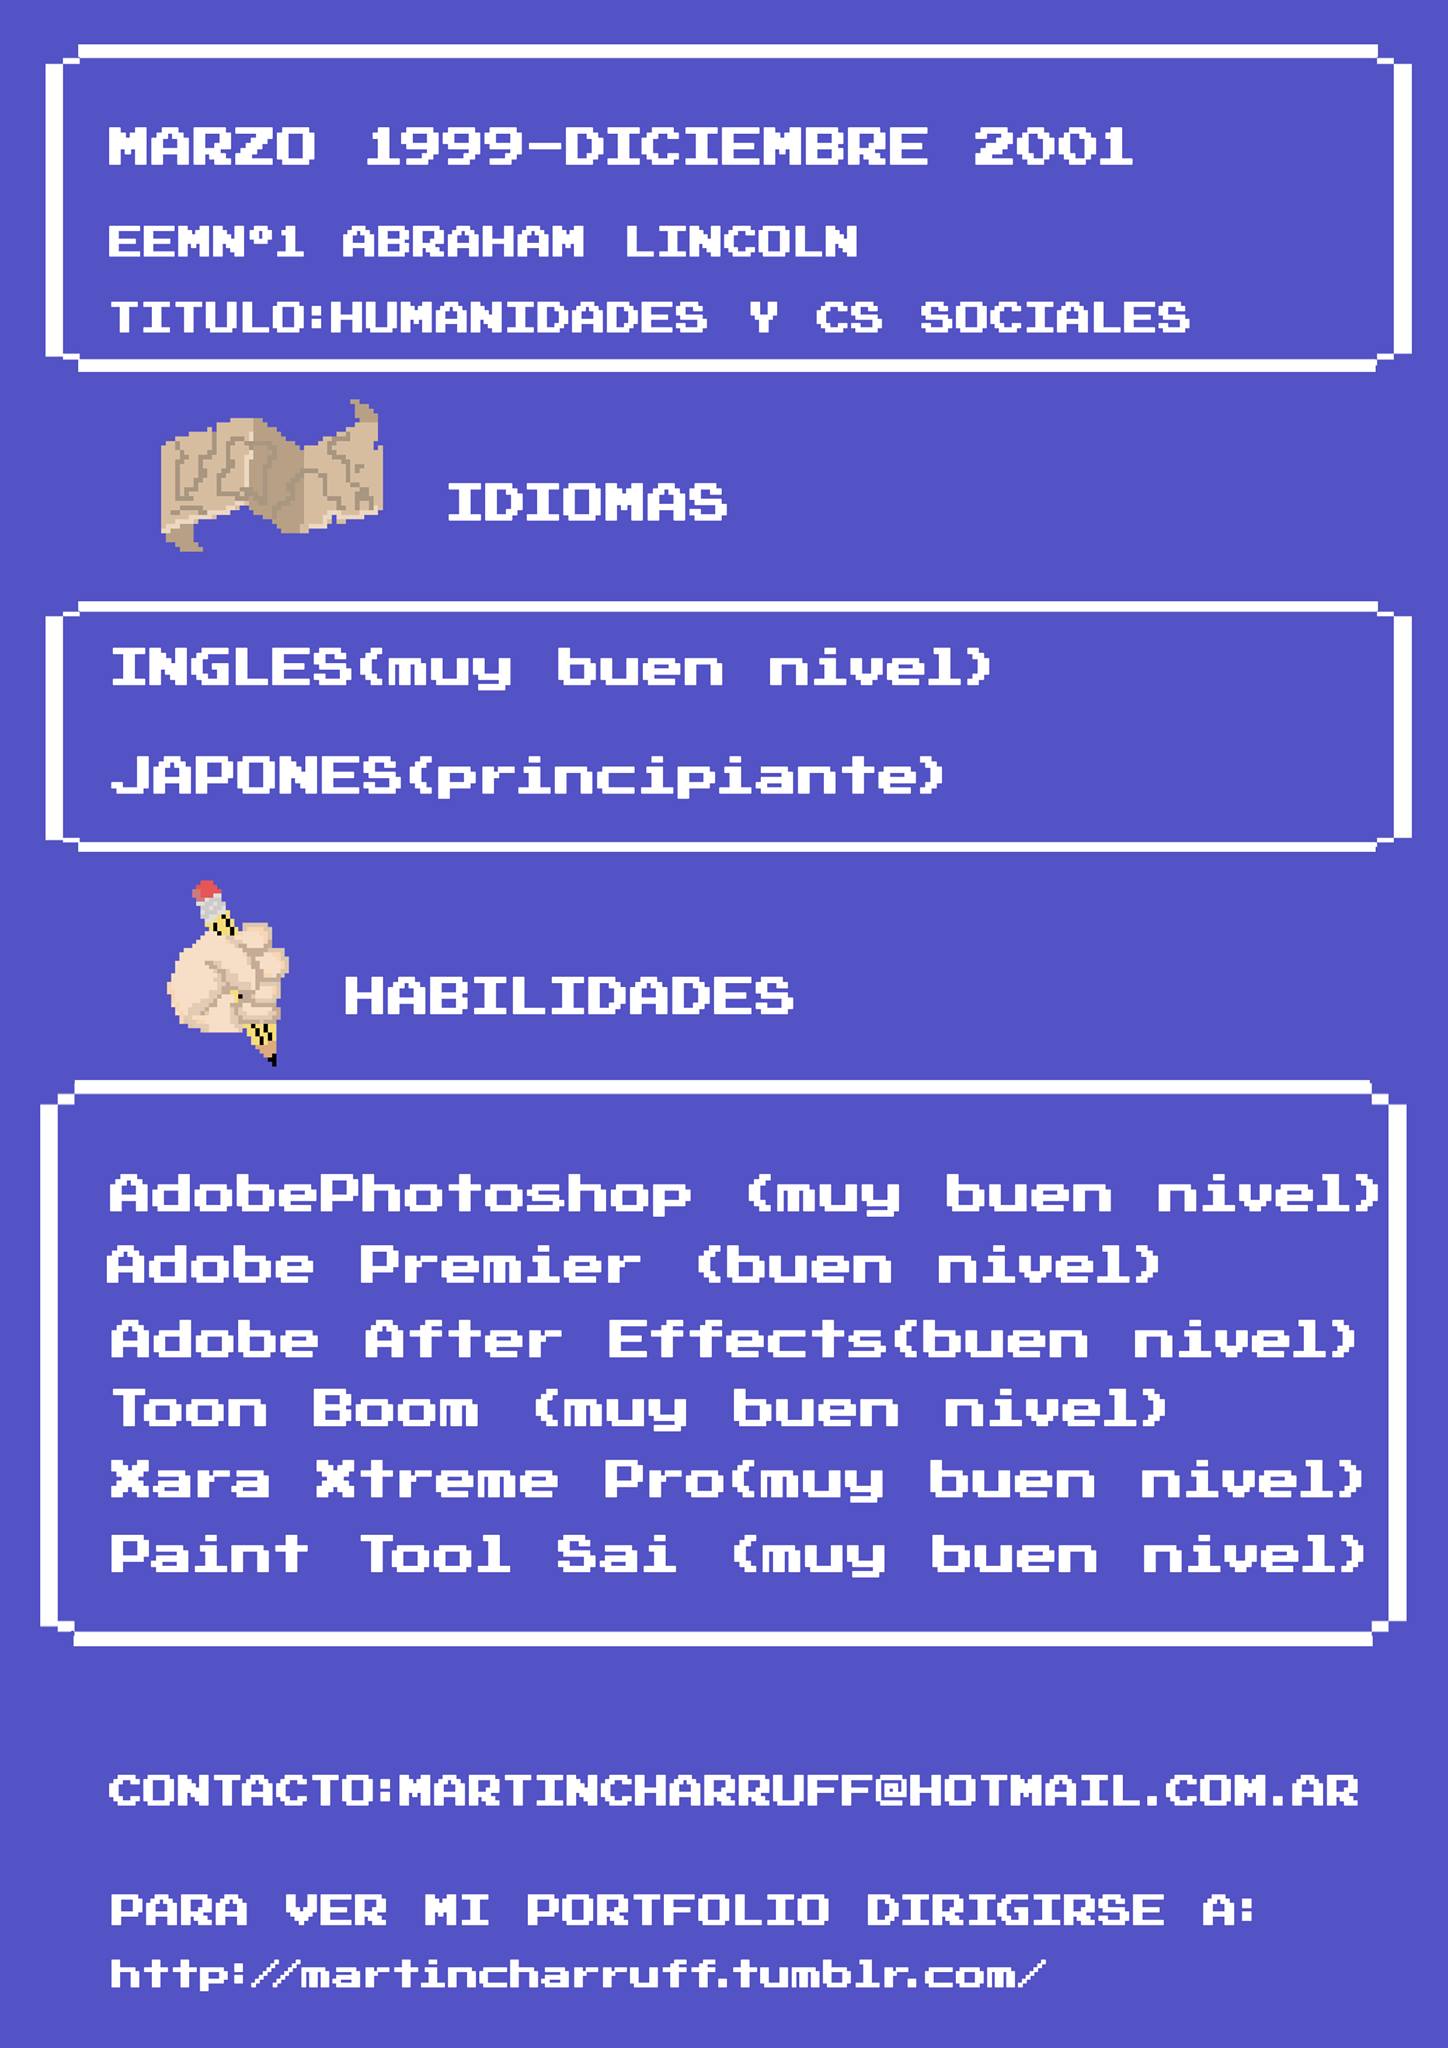 MARZO 1999-DICIEMBRE 2001
EEMNº1 ABRAHAM LINCOLN
TITULO:HUMANIDADES Y CS SOCIALES
IDIOMAS
INGLES(muy buen nivel)
JAPONES(principiante)
HABILIDADES
AdobePhotoshop (muy buen nivel)
Adobe Premier (buen nivel)
Adobe After Effects(buen nivel)
Toon Boom (muy buen nivel)
Xara Xtreme Pro(muy buen nivel)
Paint Tool Sai (muy buen nivel)
CONTACTO:MARTINCHARRUFF@HOTMAIL.COM.AR
PARA VER MI PORTFOLIO DIRIGIRSE A:
http://martincharruff.tumblr.com/